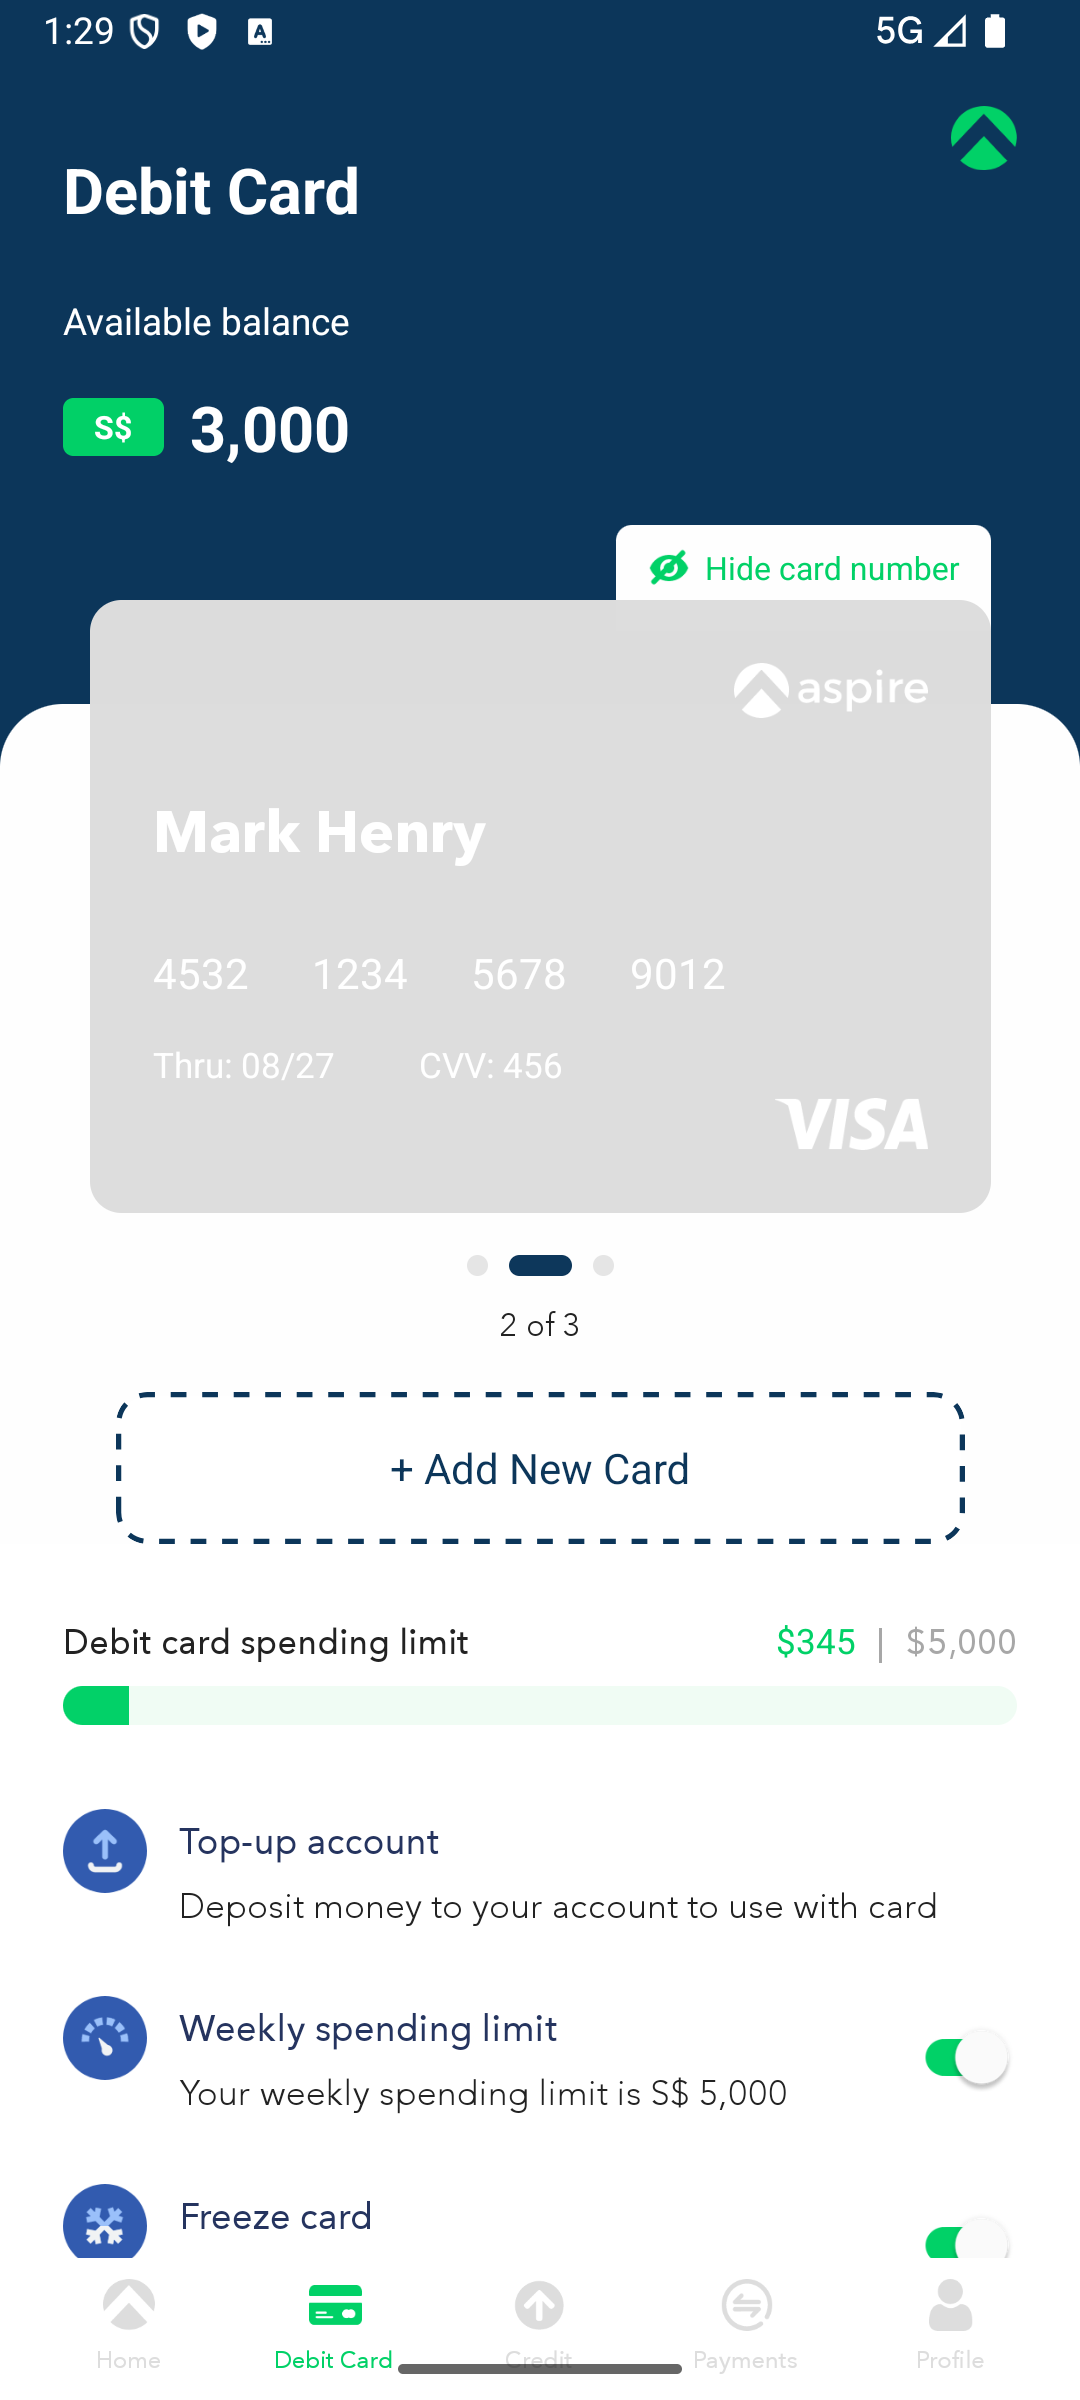 1:29
5G
Debit Card
Available balance
S$ 3,000
Hide card number
aspire
Mark Henry
4532 1234 5678 9012
Thru: 08/27 CVV: 456
VISA
2 of 3
+ Add New Card
Debit card spending limit $345 | $5,000
Top-up account
Deposit money to your account to use with card
Weekly spending limit
Your weekly spending limit is S$ 5,000
Freeze card
Home Debit Card Credit Payments Profile